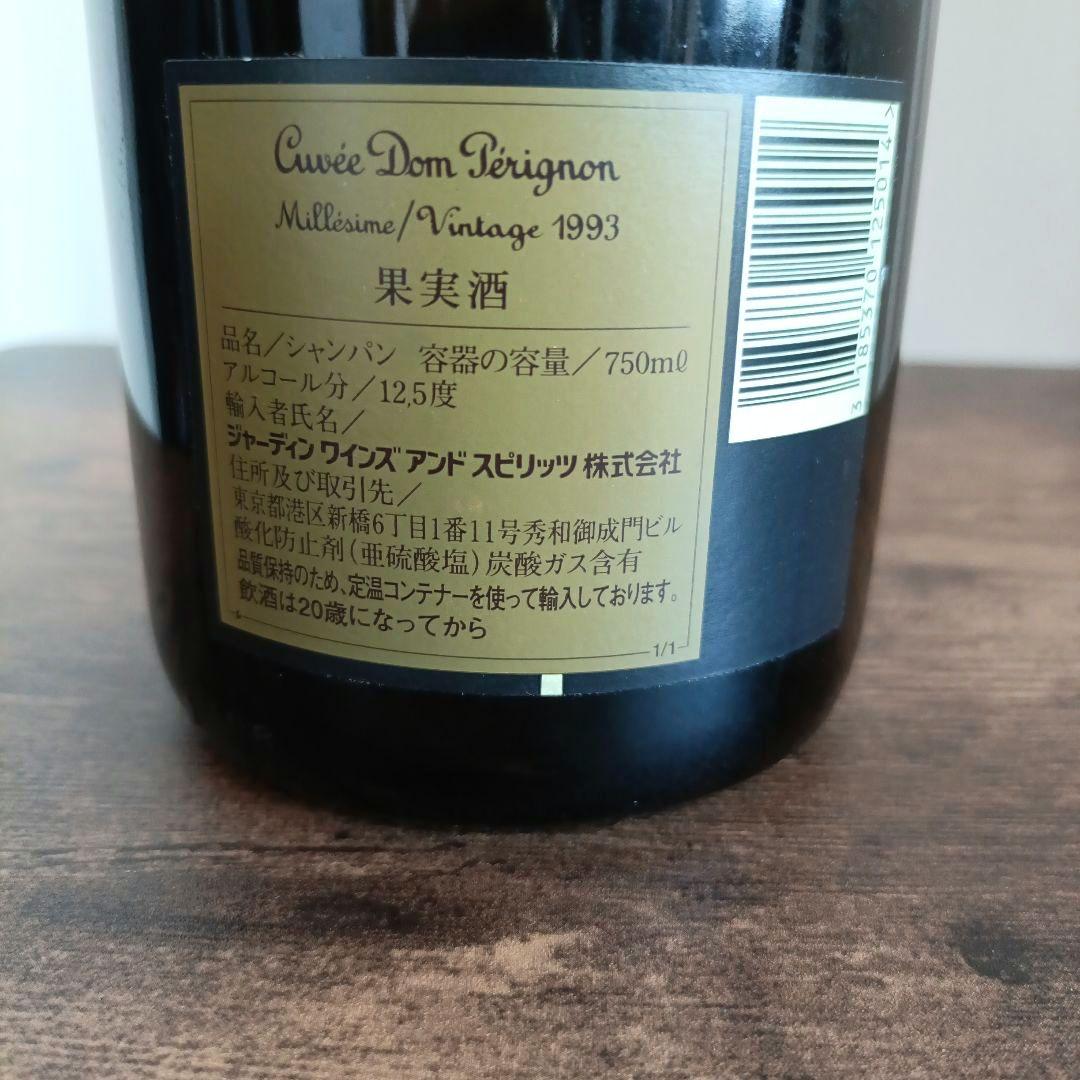 Cuvée Dom Pérignon
Millésime/Vintage 1993
果実酒
品名／シャンパン 容器の容量／750mℓ
アルコール分／12,5度
輸入者氏名／
ジャーディン ワインズ アンド スピリッツ 株式会社
住所及び取引先／
東京都港区新橋6丁目1番11号秀和御成門ビル
酸化防止剤(亜硫酸塩)炭酸ガス含有
品質保持のため、定温コンテナーを使って輸入しております。
飲酒は20歳になってから
1/1
3 185370 125014 >